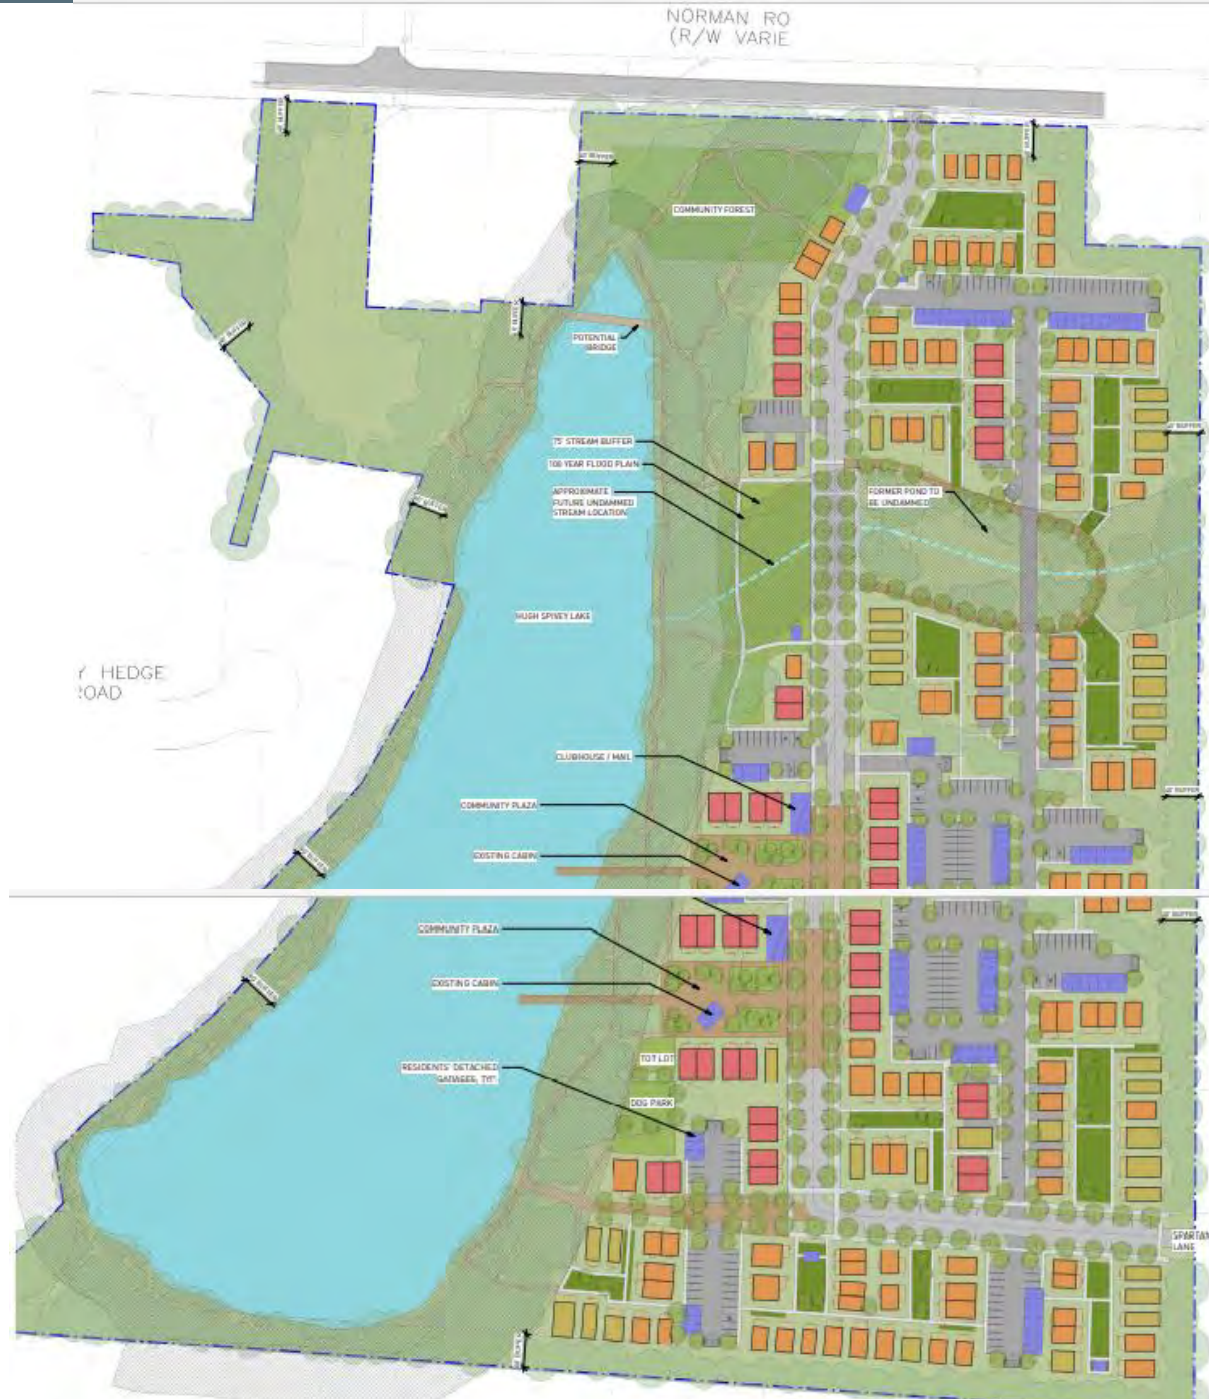 NORMAN RO
(R/W VARIE
COMMUNITY FOREST
POTENTIAL
BRIDGE
75' STREAM BUFFER
100 YEAR FLOOD PLAIN
APPROXIMATE
FUTURE UNDAMMED
STREAM LOCATION
FORMER POND TO
BE UNDAMMED
HUGH SPIVEY LAKE
Y HEDGE
ROAD
CLUBHOUSE / MAIL
COMMUNITY PLAZA
EXISTING CABIN
COMMUNITY PLAZA
EXISTING CABIN
TOT LOT
RESIDENTS' DETACHED
GARAGES, TYP.
DOG PARK
SPARTAN
LANE